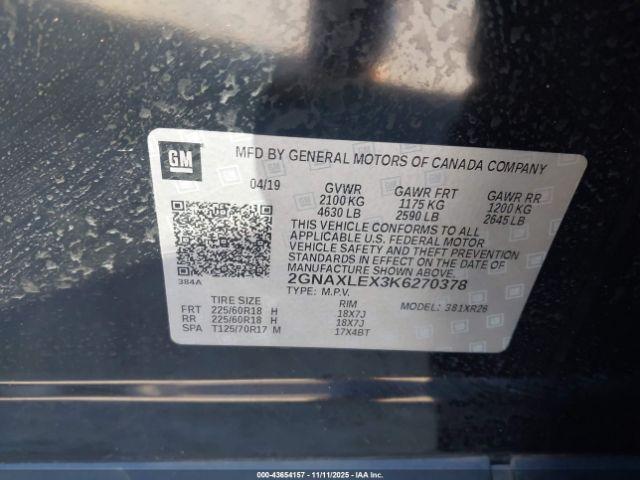 GM
MFD BY GENERAL MOTORS OF CANADA COMPANY
04/19 GVWR GAWR FRT GAWR RR
2100 KG 1175 KG 1200 KG
4630 LB 2590 LB 2645 LB
THIS VEHICLE CONFORMS TO ALL
APPLICABLE U.S. FEDERAL MOTOR
VEHICLE SAFETY AND THEFT PREVENTION
STANDARDS IN EFFECT ON THE DATE OF
MANUFACTURE SHOWN ABOVE.
384A
2GNAXLEX3K6270378
TYPE: M.P.V. MODEL: 381XR26
TIRE SIZE RIM
FRT 225/60R18 H 18X7J
RR 225/60R18 H 18X7J
SPA T125/70R17 M 17X4BT
000-43654157 - 11/11/2025 - IAA Inc.